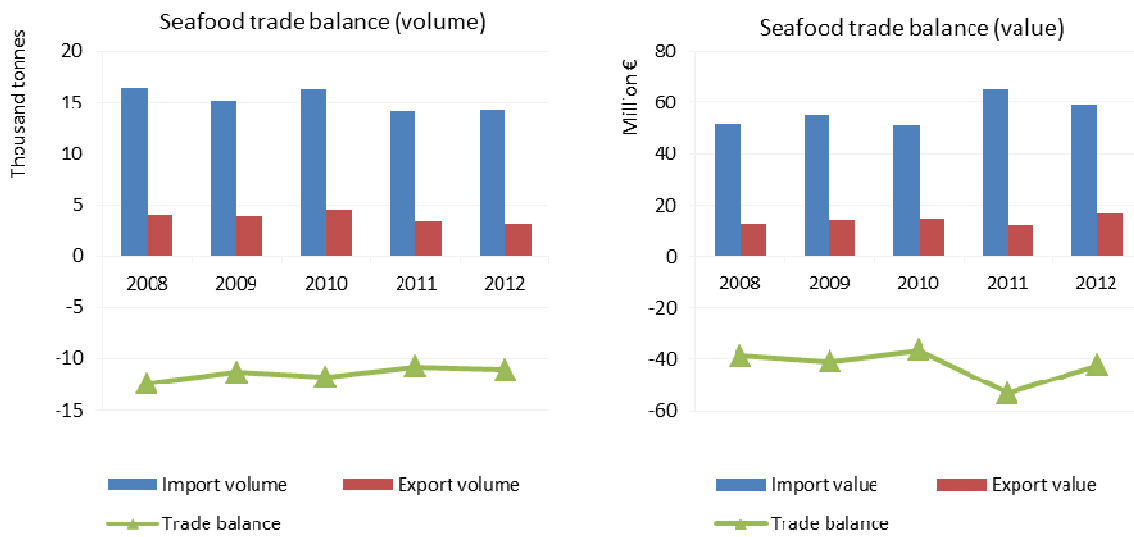 Seafood trade balance (volume)
Thousand tonnes
20
15
10
5
0
-5
-10
-15
2008 2009 2010 2011 2012
Import volume Export volume
Trade balance
Seafood trade balance (value)
Million €
80
60
40
20
0
-20
-40
-60
2008 2009 2010 2011 2012
Import value Export value
Trade balance